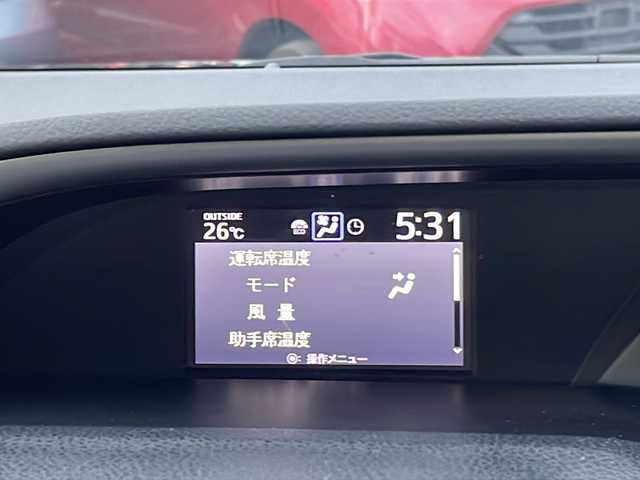 OUTSIDE
26℃
ECO
5:31
運転席温度
モード
風 量
助手席温度
◉: 操作メニュー